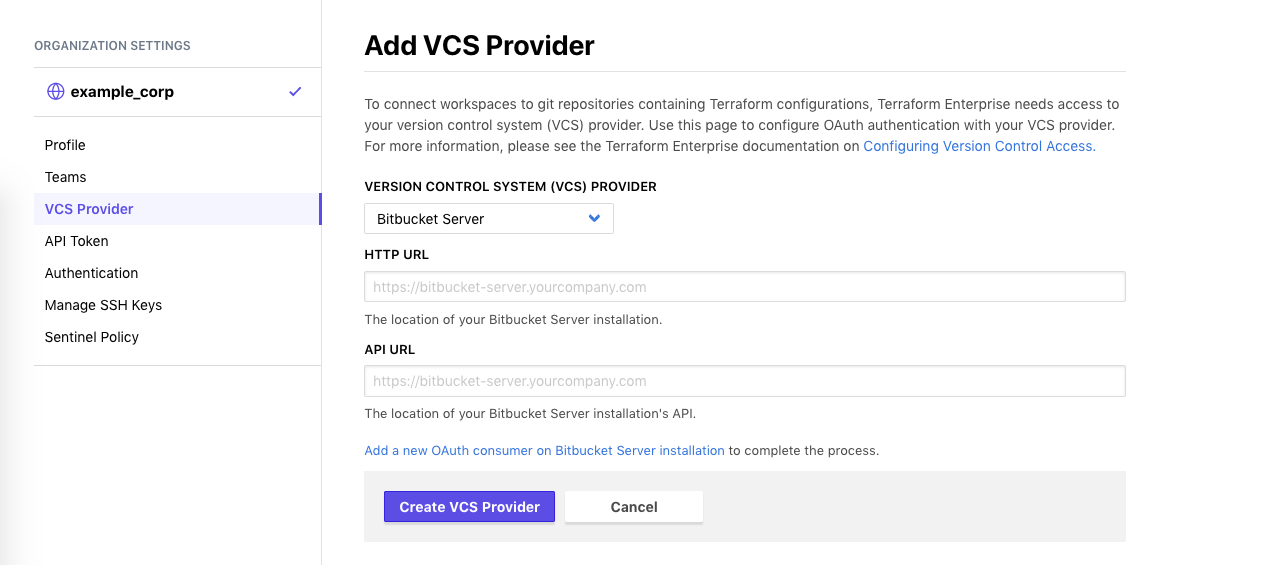 ORGANIZATION SETTINGS
example_corp
Profile
Teams
VCS Provider
API Token
Authentication
Manage SSH Keys
Sentinel Policy
Add VCS Provider
To connect workspaces to git repositories containing Terraform configurations, Terraform Enterprise needs access to
your version control system (VCS) provider. Use this page to configure OAuth authentication with your VCS provider.
For more information, please see the Terraform Enterprise documentation on Configuring Version Control Access.
VERSION CONTROL SYSTEM (VCS) PROVIDER
Bitbucket Server
HTTP URL
https://bitbucket-server.yourcompany.com
The location of your Bitbucket Server installation.
API URL
https://bitbucket-server.yourcompany.com
The location of your Bitbucket Server installation's API.
Add a new OAuth consumer on Bitbucket Server installation to complete the process.
Create VCS Provider
Cancel